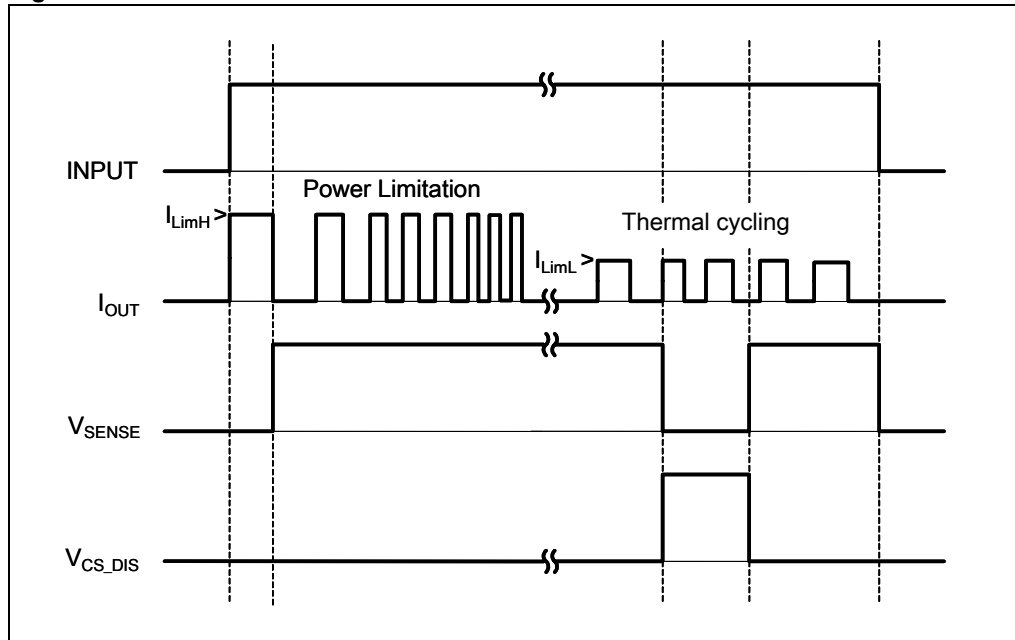 INPUT
Power Limitation
I_LimH >
Thermal cycling
I_LimL >
I_OUT
V_SENSE
V_CS_DIS